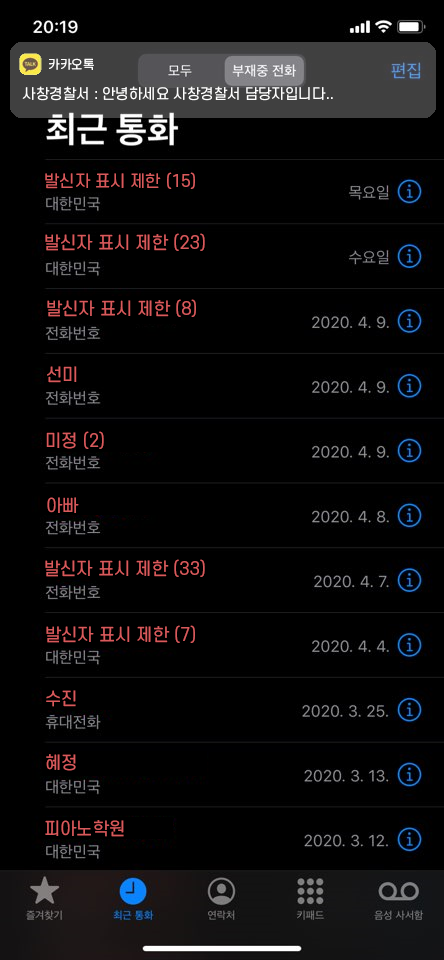 20:19
카카오톡
모두
부재중 전화
편집
사창경찰서 : 안녕하세요 사창경찰서 담당자입니다..
최근 통화
발신자 표시 제한 (15)
대한민국
목요일
발신자 표시 제한 (23)
대한민국
수요일
발신자 표시 제한 (8)
전화번호
2020. 4. 9.
선미
전화번호
2020. 4. 9.
미정 (2)
전화번호
2020. 4. 9.
아빠
전화번호
2020. 4. 8.
발신자 표시 제한 (33)
전화번호
2020. 4. 7.
발신자 표시 제한 (7)
대한민국
2020. 4. 4.
수진
휴대전화
2020. 3. 25.
혜정
대한민국
2020. 3. 13.
피아노학원
대한민국
2020. 3. 12.
즐겨찾기
최근 통화
연락처
키패드
음성 사서함